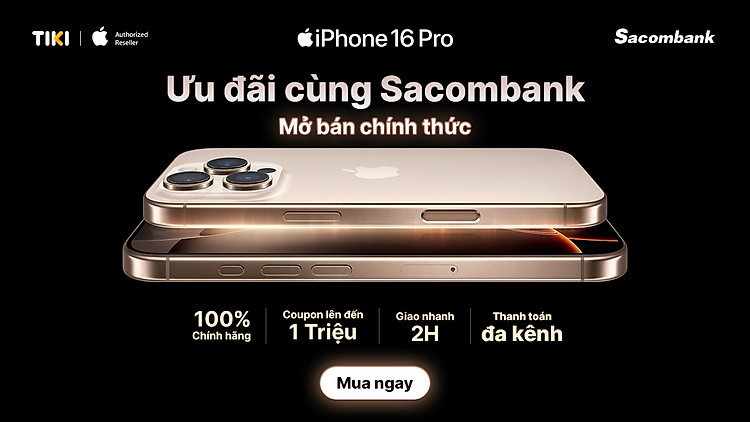 TIKI
Authorized
Reseller
iPhone 16 Pro
Sacombank
Ưu đãi cùng Sacombank
Mở bán chính thức
100%
Chính hãng
Coupon lên đến
1 Triệu
Giao nhanh
2H
Thanh toán
đa kênh
Mua ngay